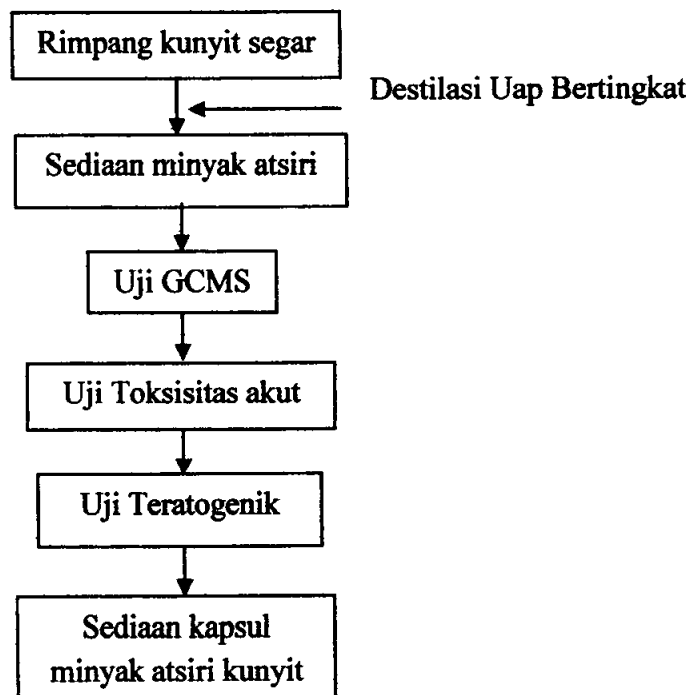 Rimpang kunyit segar
Destilasi Uap Bertingkat
Sediaan minyak atsiri
Uji GCMS
Uji Toksisitas akut
Uji Teratogenik
Sediaan kapsul
minyak atsiri kunyit